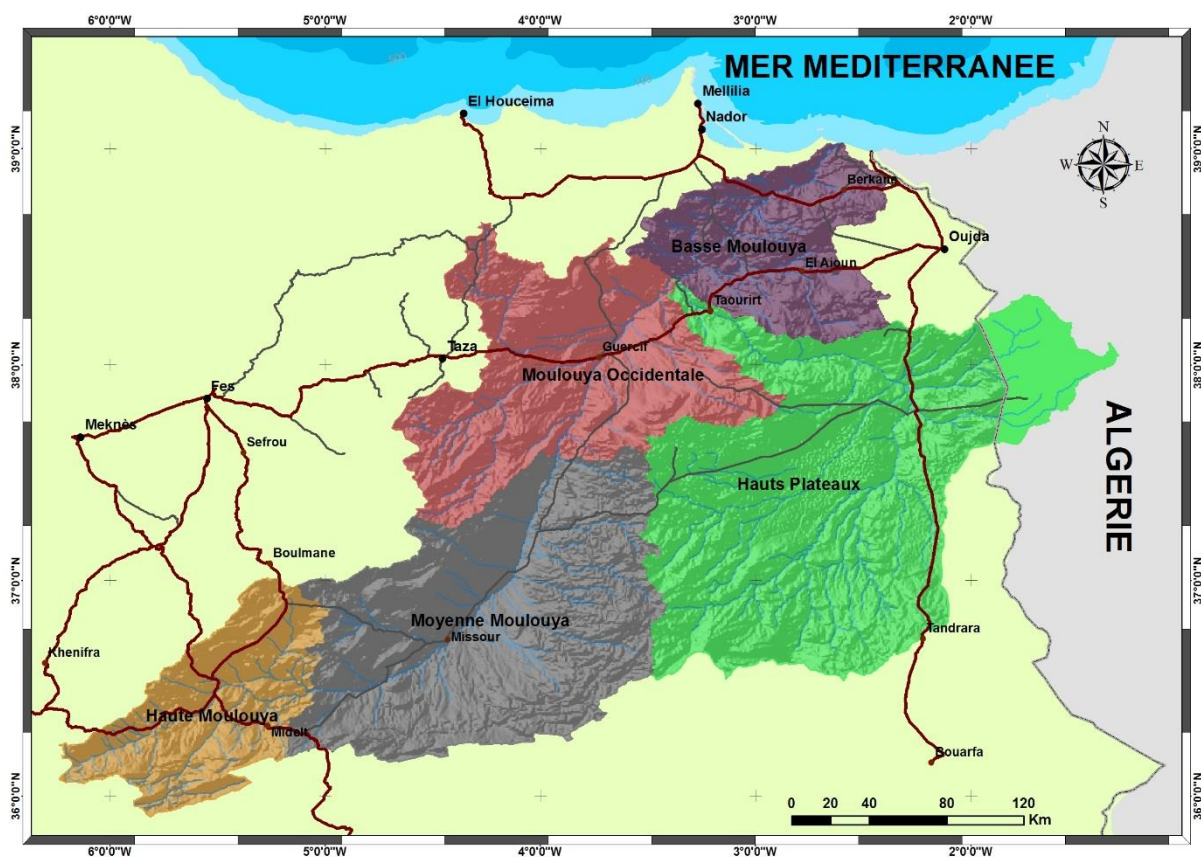 6°0'0"W 5°0'0"W 4°0'0"W 3°0'0"W 2°0'0"W
MER MEDITERRANEE
Mellilia
El Houceima
Nador
39°0'0"N 39°0'0"N
N
W E
S
Berkane
Oujda
Basse Moulouya
El Aioun
Taourirt
Guercif
Taza
38°0'0"N 38°0'0"N
Moulouya Occidentale
Fes
Meknès
Sefrou
ALGERIE
Hauts Plateaux
Boulmane
37°0'0"N 37°0'0"N
Moyenne Moulouya
Missour
Tandrara
Khenifra
Haute Moulouya
Midelt
Bouarfa
36°0'0"N 36°0'0"N
0 20 40 80 120
Km
6°0'0"W 5°0'0"W 4°0'0"W 3°0'0"W 2°0'0"W